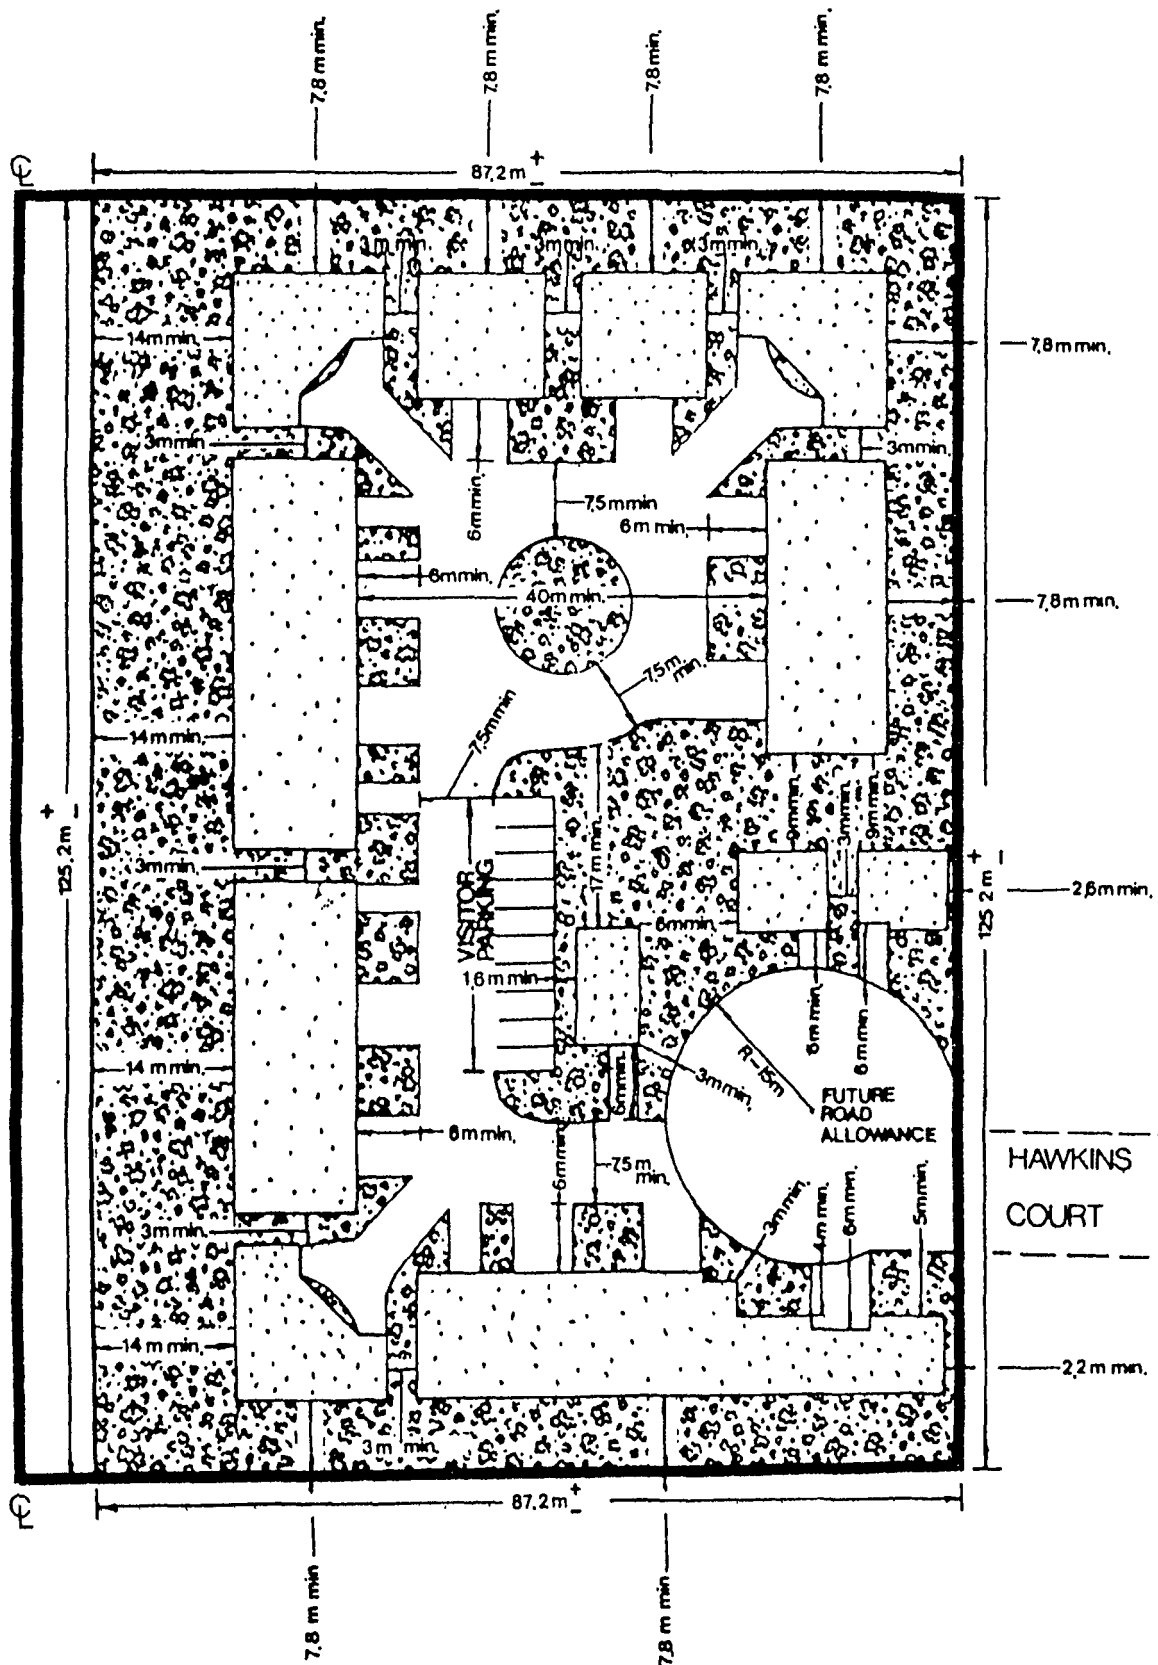 7.8 m min.
7.8 m min.
7.8 m min.
7.8 m min.
℄
87.2 m ±
3 m min.
3 m min.
3 m min.
14 m min.
7.8 m min.
3 m min.
3 m min.
7.5 m min
6 m min.
6 m min.
6 m min.
40 m min.
7.8 m min.
7.5 m min.
7.5 m min
14 m min.
125.2 m ±
9 m min.
3 m min.
9 m min.
3 m min.
VISITOR
PARKING
17 m min.
125.2 m ±
2.6 m min.
6 m min.
1.6 m min
6 m min.
6 m min.
R-15m
14 m min.
6 m min.
3 m min.
FUTURE
ROAD
ALLOWANCE
6 m min.
6 m min.
7.5 m
min.
HAWKINS
COURT
3 m min.
3 m min.
4 m min.
6 m min.
5 m min.
14 m min.
2.2 m min.
3 m min.
℄
87.2 m ±
7.8 m min
7.8 m min